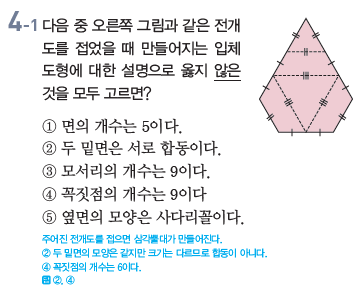 4-1 다음 중 오른쪽 그림과 같은 전개
도를 접었을 때 만들어지는 입체
도형에 대한 설명으로 옳지 않은
것을 모두 고르면?
① 면의 개수는 5이다.
② 두 밑면은 서로 합동이다.
③ 모서리의 개수는 9이다.
④ 꼭짓점의 개수는 9이다
⑤ 옆면의 모양은 사다리꼴이다.
주어진 전개도를 접으면 삼각뿔대가 만들어진다.
② 두 밑면의 모양은 같지만 크기는 다르므로 합동이 아니다.
④ 꼭짓점의 개수는 6이다.
답 ②, ④